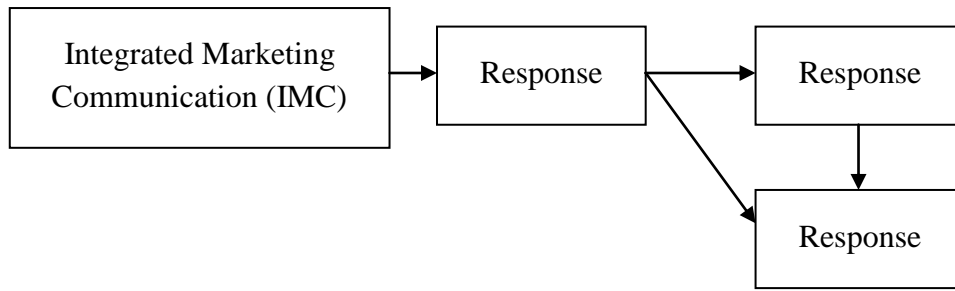 Integrated Marketing
Communication (IMC)
Response
Response
Response